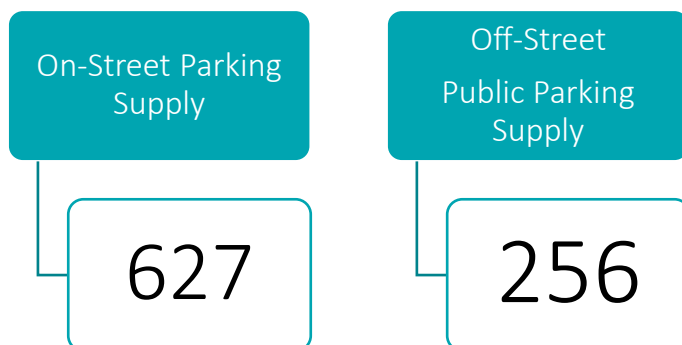 On-Street Parking
Supply
627
Off-Street
Public Parking
Supply
256